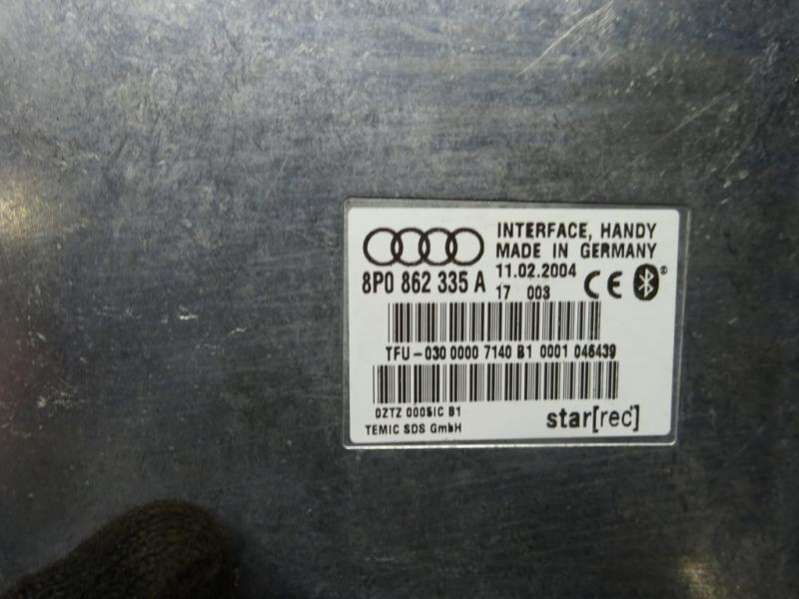 INTERFACE, HANDY
MADE IN GERMANY
8P0 862 335 A
11.02.2004
17 003
CE
TFU-030 0000 7140 B1 0001 046439
0ZTZ 0005IC B1
TEMIC SDS GmbH
star[rec]